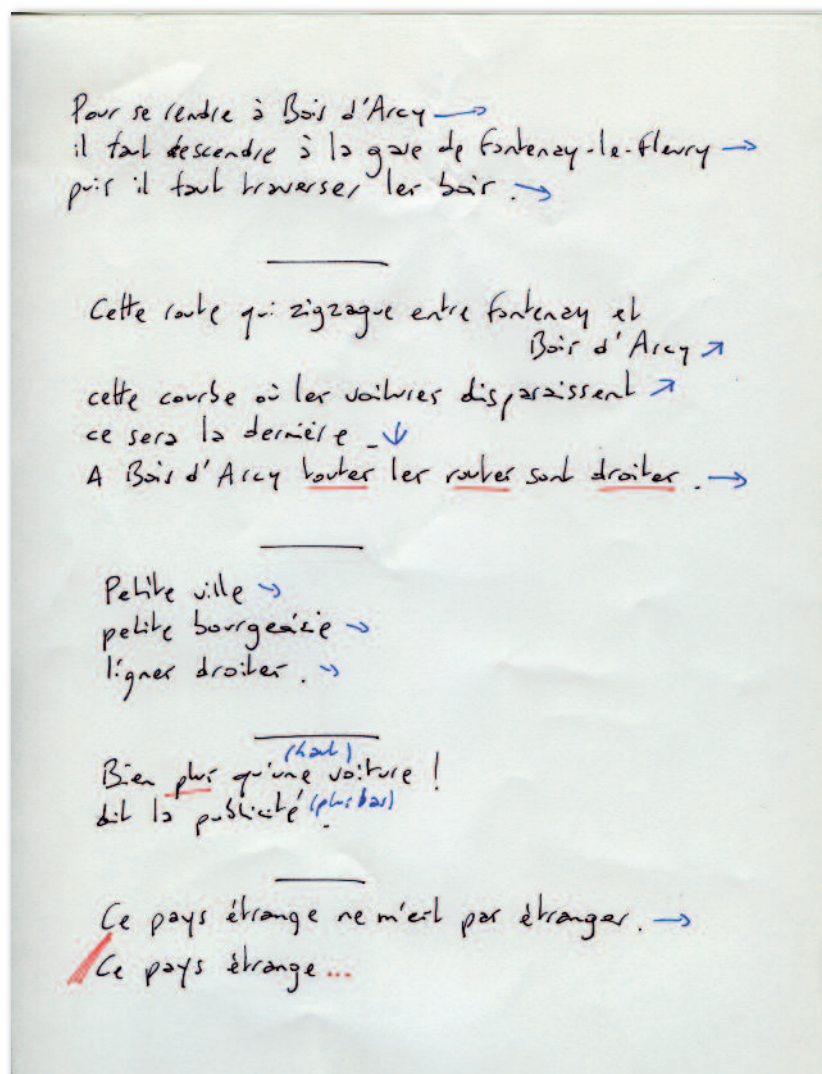 Pour se rendre à Bois d'Arcy →
il faut descendre à la gare de Fontenay-le-Fleury →
puis il faut traverser les bois. →
Cette route qui zigzague entre Fontenay et
Bois d'Arcy ↗
cette courbe où les voitures disparaissent ↗
ce sera la dernière. ↓
A Bois d'Arcy toutes les routes sont droites. →
Petite ville →
petite bourgeoisie →
lignes droites. →
(haut)
Bien plus qu'une voiture !
dit la publicité. (plus bas)
Ce pays étrange ne m'est pas étranger. →
Ce pays étrange...